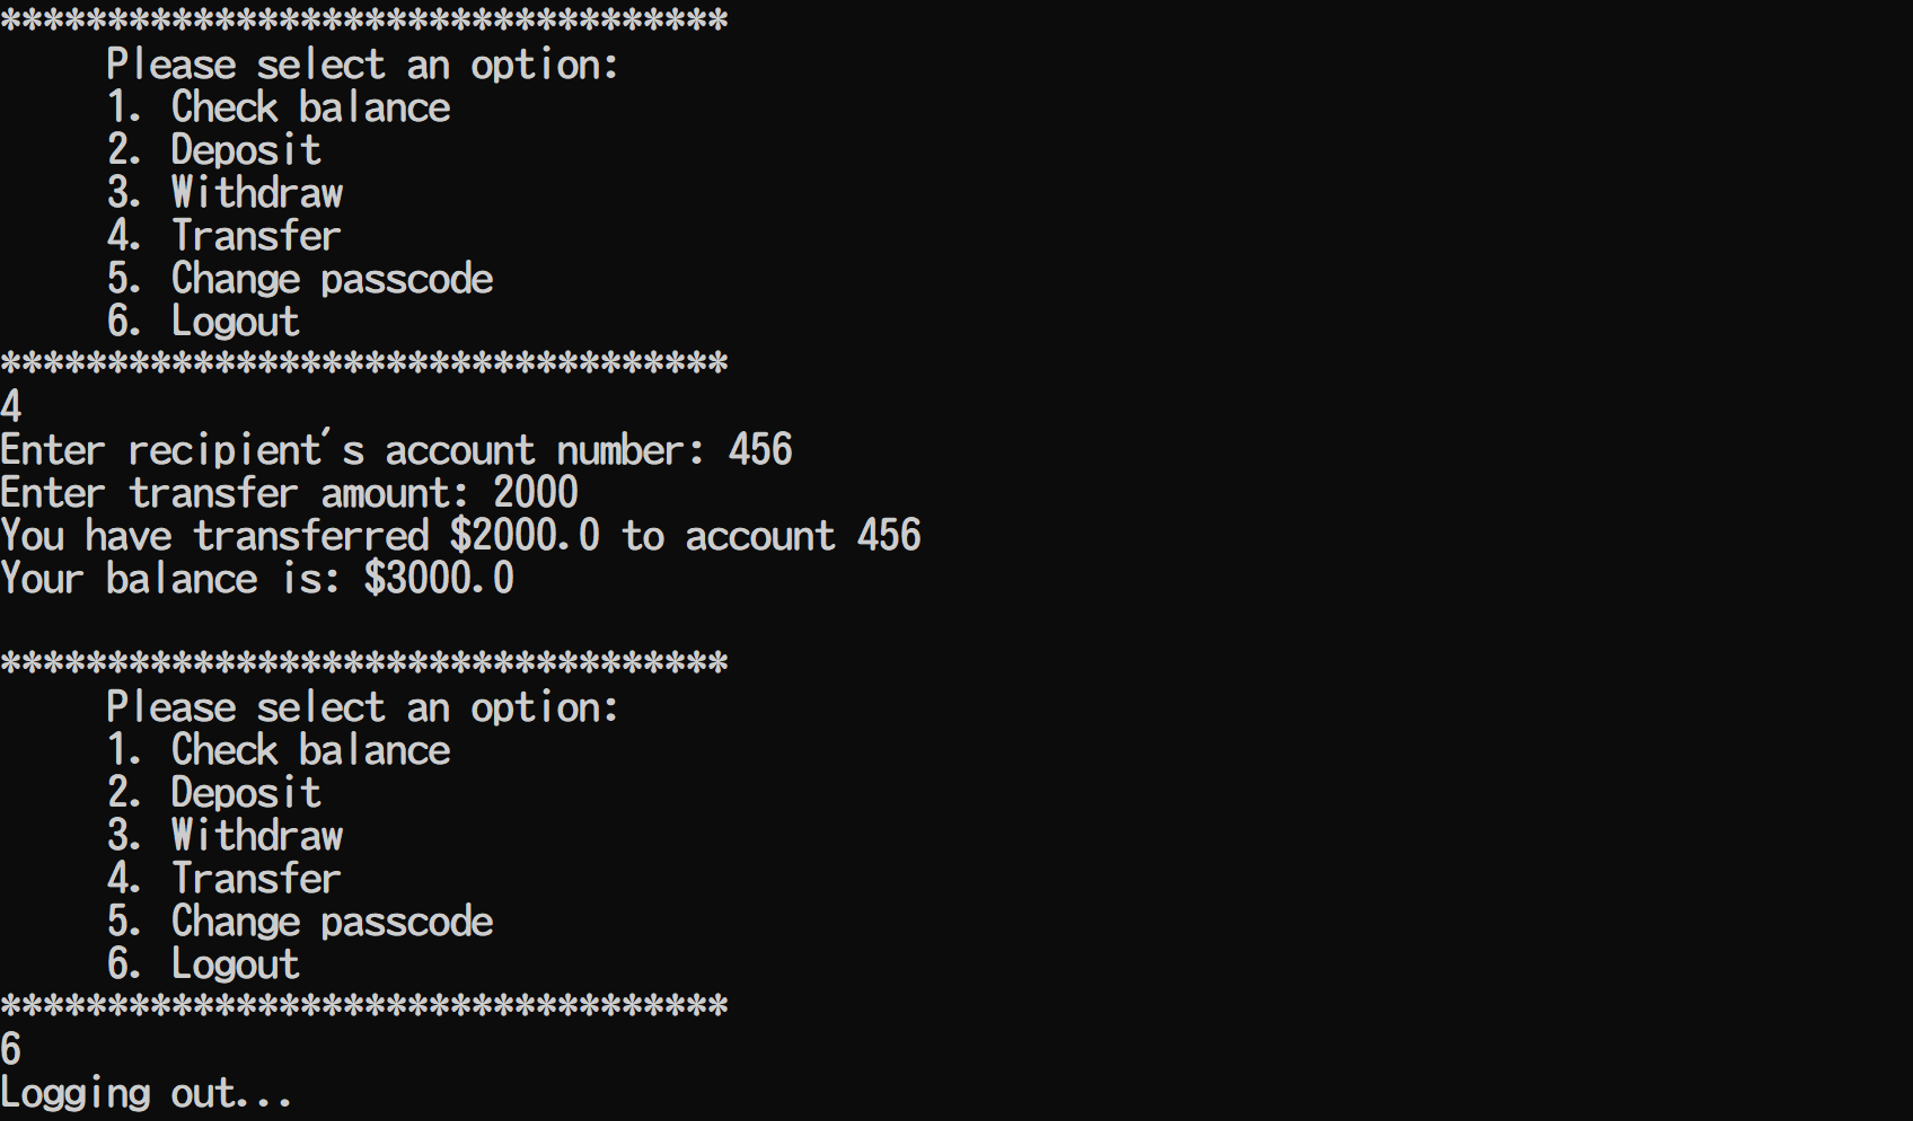 **********************************
     Please select an option:
     1. Check balance
     2. Deposit
     3. Withdraw
     4. Transfer
     5. Change passcode
     6. Logout
**********************************
4
Enter recipient's account number: 456
Enter transfer amount: 2000
You have transferred $2000.0 to account 456
Your balance is: $3000.0

**********************************
     Please select an option:
     1. Check balance
     2. Deposit
     3. Withdraw
     4. Transfer
     5. Change passcode
     6. Logout
**********************************
6
Logging out...